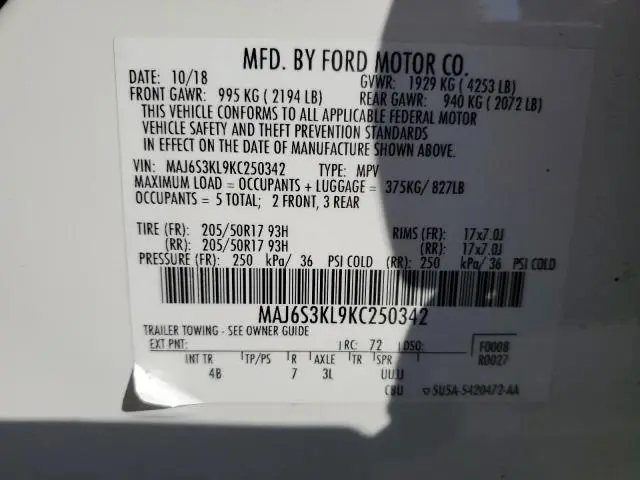 MFD. BY FORD MOTOR CO.
DATE: 10/18 GVWR: 1929 KG ( 4253 LB)
FRONT GAWR: 995 KG ( 2194 LB) REAR GAWR: 940 KG ( 2072 LB)
THIS VEHICLE CONFORMS TO ALL APPLICABLE FEDERAL MOTOR
VEHICLE SAFETY AND THEFT PREVENTION STANDARDS
IN EFFECT ON THE DATE OF MANUFACTURE SHOWN ABOVE.
VIN: MAJ6S3KL9KC250342 TYPE: MPV
MAXIMUM LOAD = OCCUPANTS + LUGGAGE = 375KG/ 827LB
OCCUPANTS = 5 TOTAL; 2 FRONT, 3 REAR
TIRE (FR): 205/50R17 93H RIMS (FR): 17x7.0J
(RR): 205/50R17 93H (RR): 17x7.0J
PRESSURE (FR): 250 kPa/ 36 PSI COLD (RR): 250 kPa/ 36 PSI COLD
MAJ6S3KL9KC250342
TRAILER TOWING - SEE OWNER GUIDE
EXT PNT: RC: 72 DSO: F0008
R0027
INT TR TP/PS R AXLE TR SPR
4B 7 3L UUJJ
CBU SU5A-5420472-AA